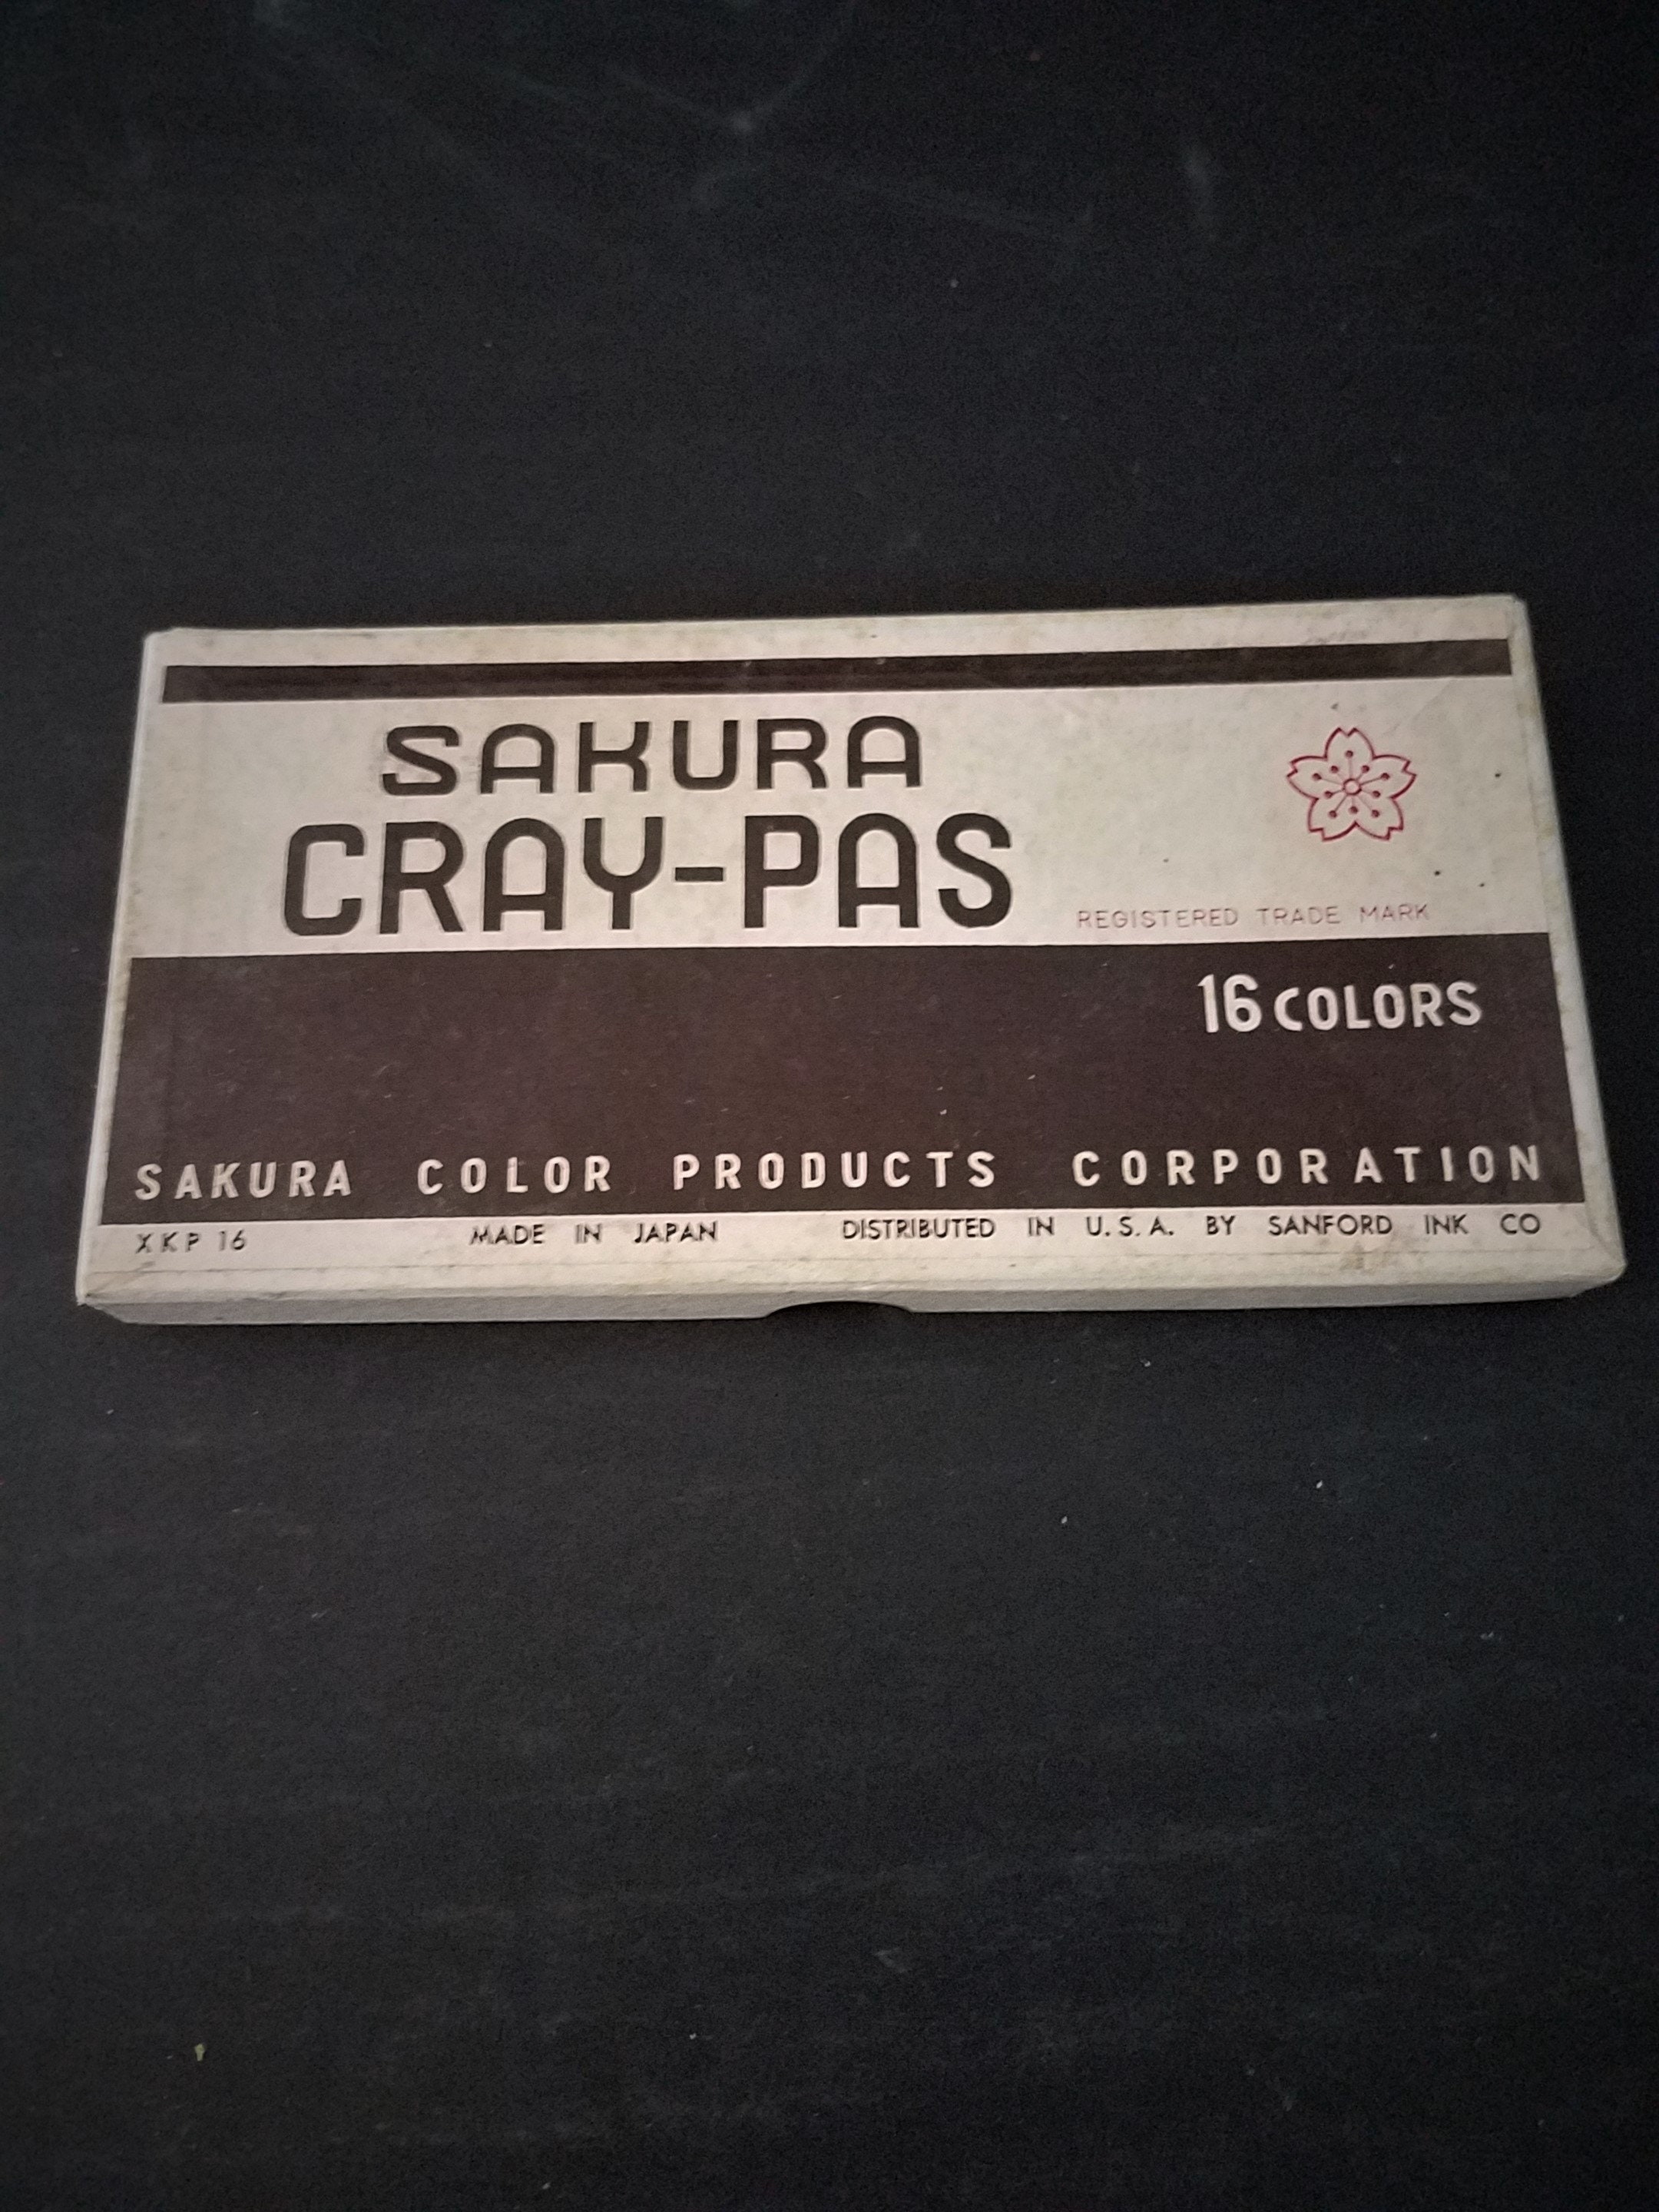 SAKURA
CRAY-PAS
REGISTERED TRADE MARK
16 COLORS
SAKURA COLOR PRODUCTS CORPORATION
XKP 16 MADE IN JAPAN DISTRIBUTED IN U.S.A. BY SANFORD INK CO